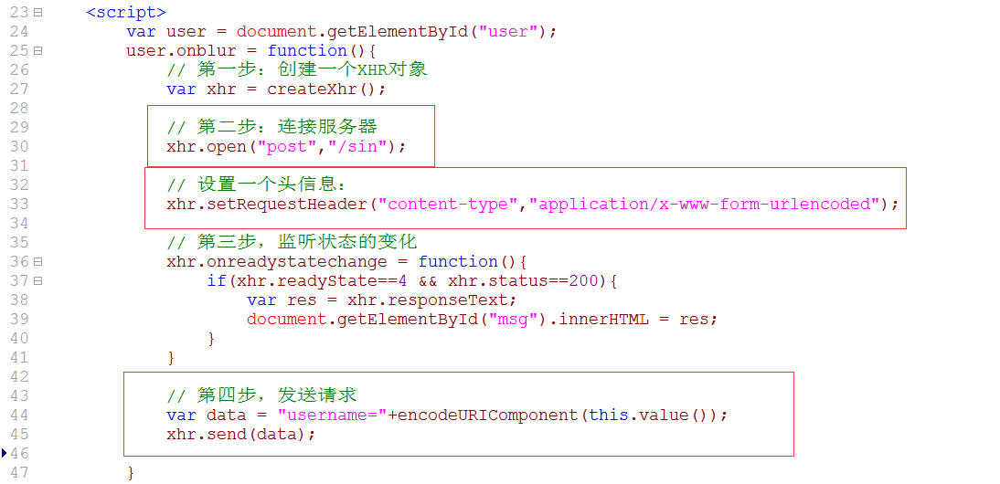 23 <script>
24 var user = document.getElementById("user");
25 user.onblur = function(){
26 // 第一步：创建一个XHR对象
27 var xhr = createXhr();
28
29 // 第二步：连接服务器
30 xhr.open("post","/sin");
31
32 // 设置一个头信息：
33 xhr.setRequestHeader("content-type","application/x-www-form-urlencoded");
34
35 // 第三步，监听状态的变化
36 xhr.onreadystatechange = function(){
37 if(xhr.readyState==4 && xhr.status==200){
38 var res = xhr.responseText;
39 document.getElementById("msg").innerHTML = res;
40 }
41 }
42
43 // 第四步，发送请求
44 var data = "username="+encodeURIComponent(this.value());
45 xhr.send(data);
46
47 }